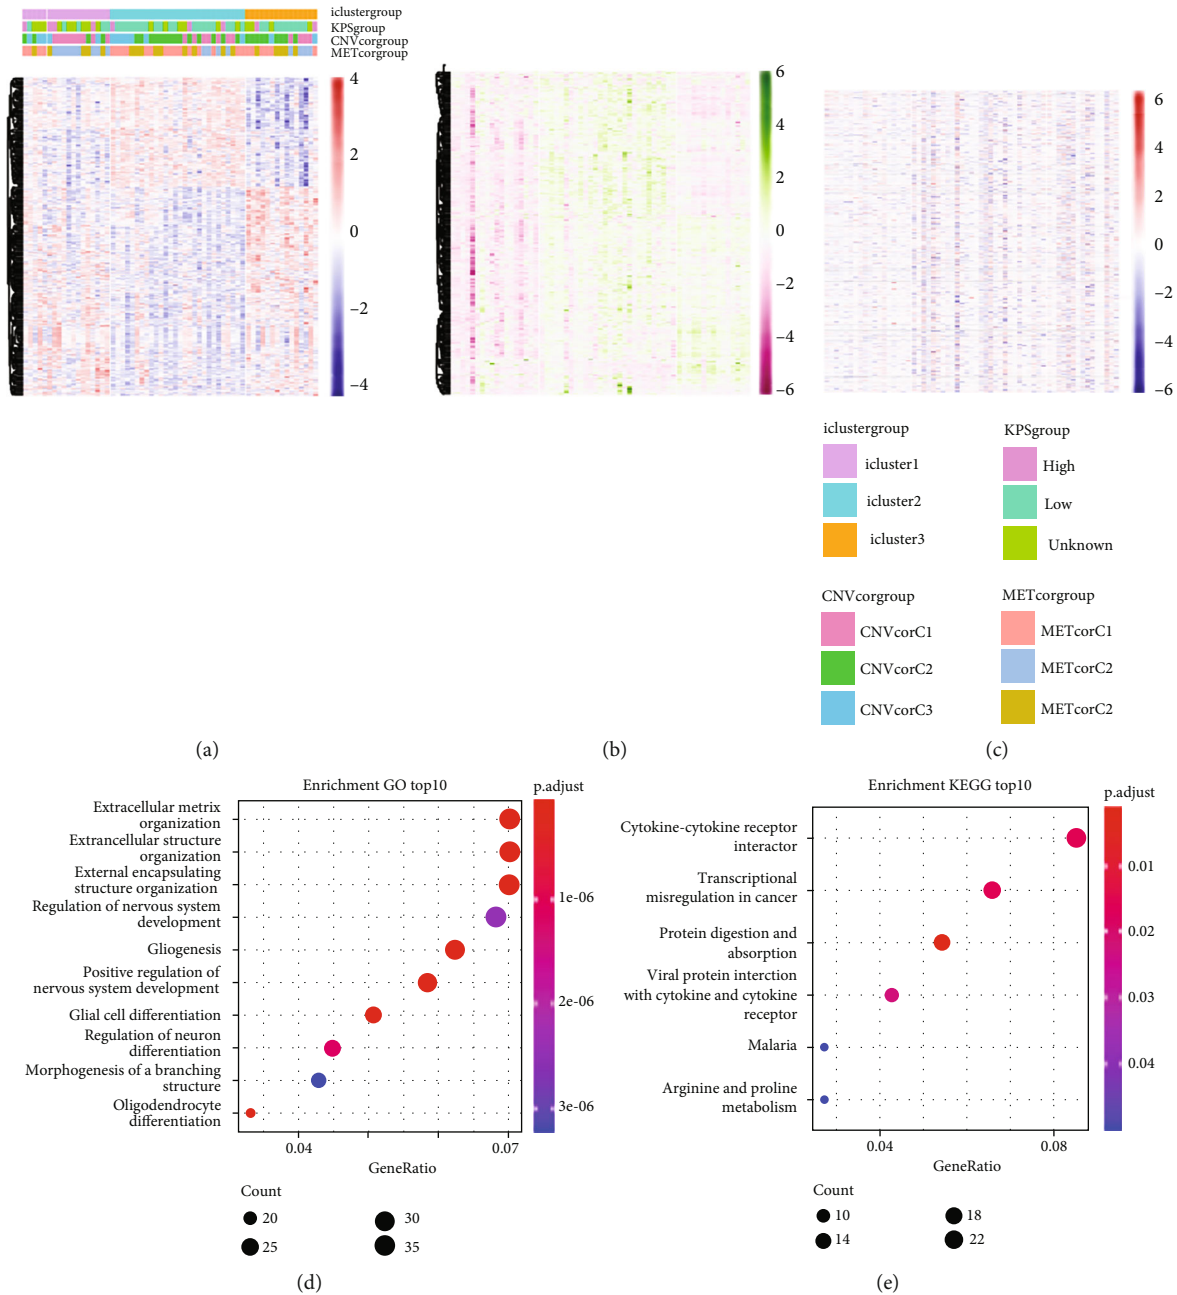 iclustergroup
KPSgroup
CNVcorgroup
METcorgroup
4
2
0
−2
−4
6
4
2
0
−2
−4
−6
6
4
2
0
−2
−4
−6
iclustergroup
icluster1
icluster2
icluster3
KPSgroup
High
Low
Unknown
CNVcorgroup
CNVcorC1
CNVcorC2
CNVcorC3
METcorgroup
METcorC1
METcorC2
METcorC2
(a)
(b)
(c)
Enrichment GO top10
Extracellular metrix
organization
Extrancellular structure
organization
External encapsulating
structure organization
Regulation of nervous system
development
Gliogenesis
Positive regulation of
nervous system development
Glial cell differentiation
Regulation of neuron
differentiation
Morphogenesis of a branching
structure
Oligodendrocyte
differentiation
0.04
0.07
GeneRatio
p.adjust
1e-06
2e-06
3e-06
Count
20
30
25
35
(d)
Enrichment KEGG top10
Cytokine-cytokine receptor
interactor
Transcriptional
misregulation in cancer
Protein digestion and
absorption
Viral protein interction
with cytokine and cytokine
receptor
Malaria
Arginine and proline
metabolism
0.04
0.08
GeneRatio
p.adjust
0.01
0.02
0.03
0.04
Count
10
18
14
22
(e)